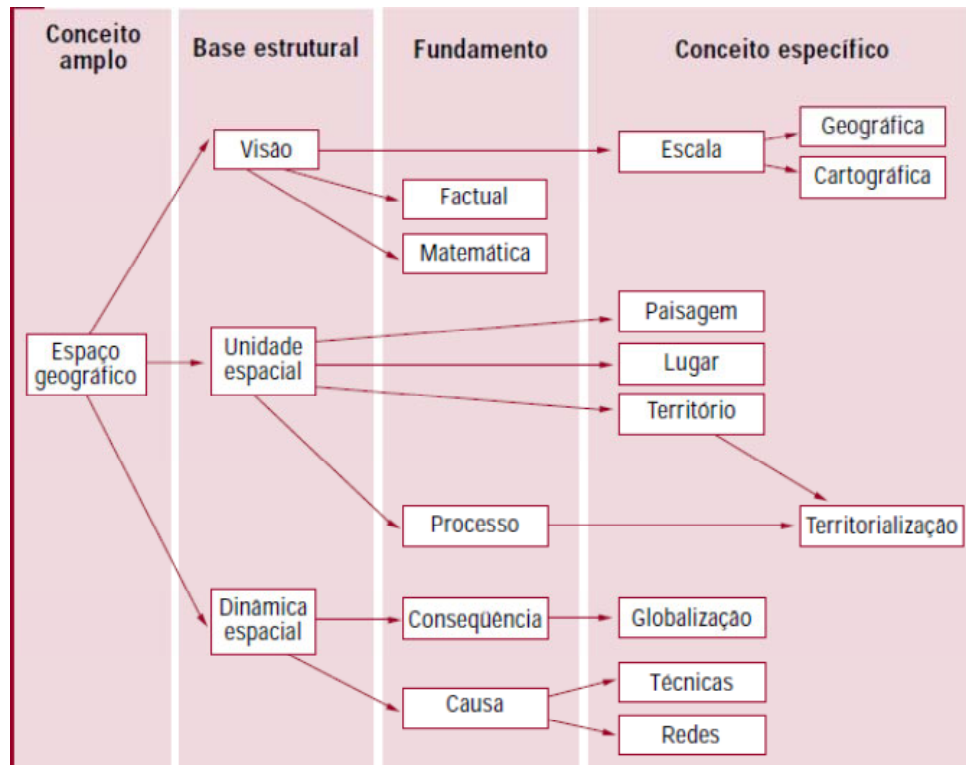 Conceito
amplo
Base estrutural
Fundamento
Conceito específico
Visão
Escala
Geográfica
Cartográfica
Factual
Matemática
Espaço
geográfico
Unidade
espacial
Paisagem
Lugar
Território
Processo
Territorialização
Dinâmica
espacial
Conseqüência
Globalização
Causa
Técnicas
Redes